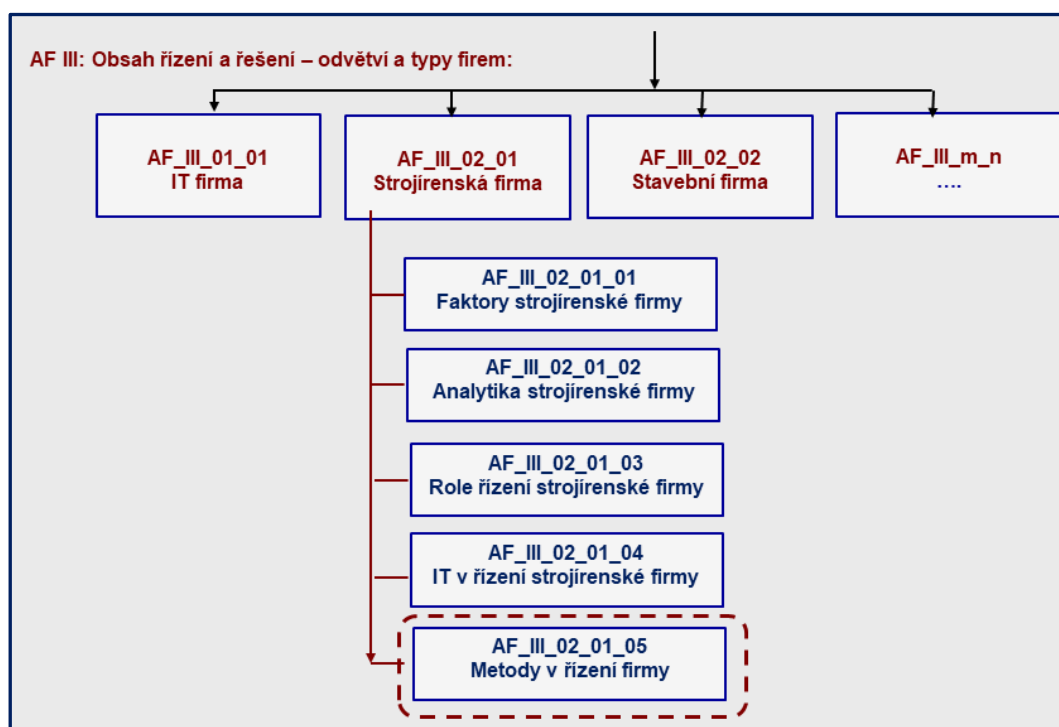 AF III: Obsah řízení a řešení – odvětví a typy firem:
AF_III_01_01
IT firma
AF_III_02_01
Strojírenská firma
AF_III_02_02
Stavební firma
AF_III_m_n
….
AF_III_02_01_01
Faktory strojírenské firmy
AF_III_02_01_02
Analytika strojírenské firmy
AF_III_02_01_03
Role řízení strojírenské firmy
AF_III_02_01_04
IT v řízení strojírenské firmy
AF_III_02_01_05
Metody v řízení firmy